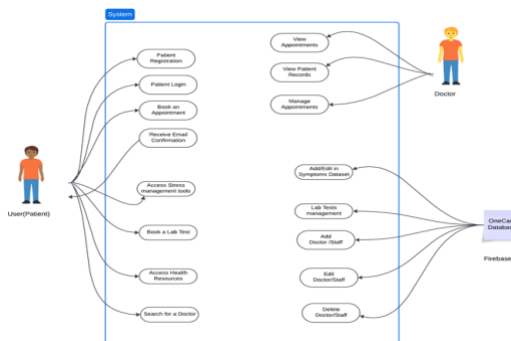 System
Patient
Registration
Patient Login
Book an
Appointment
Receive Email
Confirmation
Access Stress
management tools
Book a Lab Test
Access Health
Resources
Search for a Doctor
User(Patient)
View
Appointments
View Patient
Records
Manage
Appointments
Doctor
Add/Edit in
Symptoms Dataset
Lab Tests
management
Add
Doctor /Staff
Edit
Doctor/Staff
Delete
Doctor/Staff
OneCa
Databas
Firebase